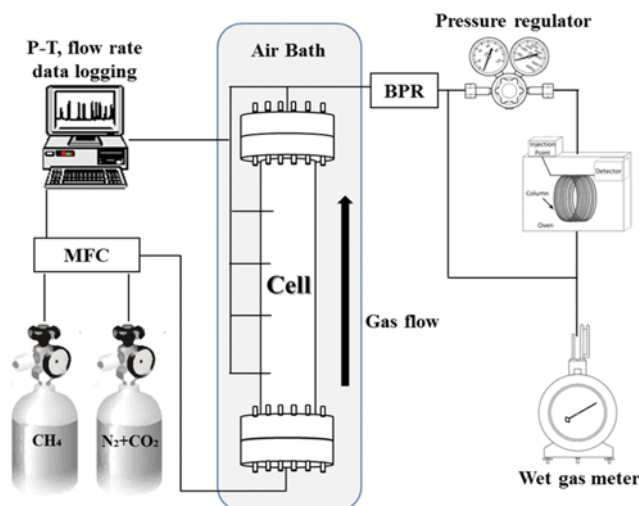 Pressure regulator
P-T, flow rate
data logging
Air Bath
BPR
Injection
Point
Detector
Column
Oven
MFC
Cell
Gas flow
CH₄
N₂+CO₂
Wet gas meter